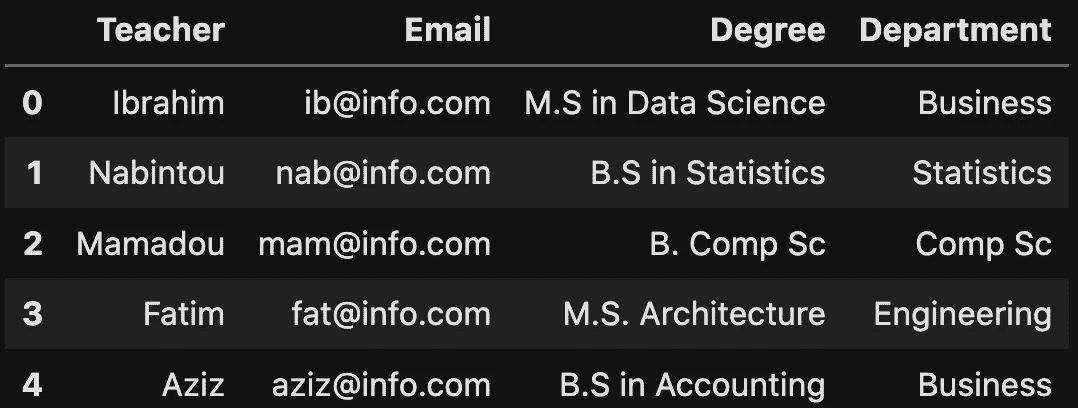 Teacher Email Degree Department
0 Ibrahim ib@info.com M.S in Data Science Business
1 Nabintou nab@info.com B.S in Statistics Statistics
2 Mamadou mam@info.com B. Comp Sc Comp Sc
3 Fatim fat@info.com M.S. Architecture Engineering
4 Aziz aziz@info.com B.S in Accounting Business